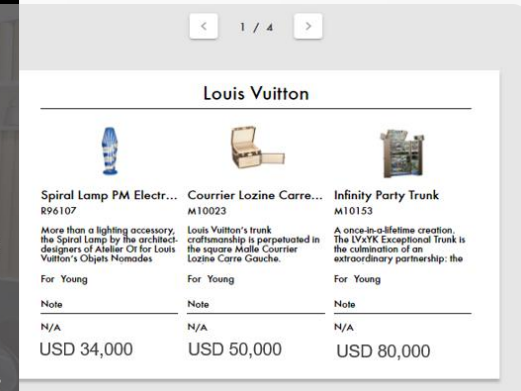 1 / 4
Louis Vuitton
Spiral Lamp PM Electr...
R96107
More than a lighting accessory,
the Spiral Lamp by the architect-
designers of Atelier Oï for Louis
Vuitton's Objets Nomades
For Young
Note
N/A
USD 34,000
Courrier Lozine Carre...
M10023
Louis Vuitton's trunk
craftsmanship is perpetuated in
the square Malle Courrier
Lozine Carre Gauche.
For Young
Note
N/A
USD 50,000
Infinity Party Trunk
M10153
A once-in-a-lifetime creation.
The LVxYK Exceptional Trunk is
the culmination of an
extraordinary partnership: the
For Young
Note
N/A
USD 80,000